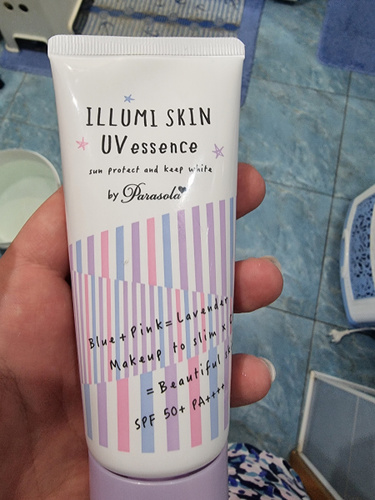 ILLUMI SKIN
UV essence
sun protect and keep white
by Parasola
Blue + Pink = Lavender
Makeup to slim x
= Beautiful
SPF 50+ PA++++